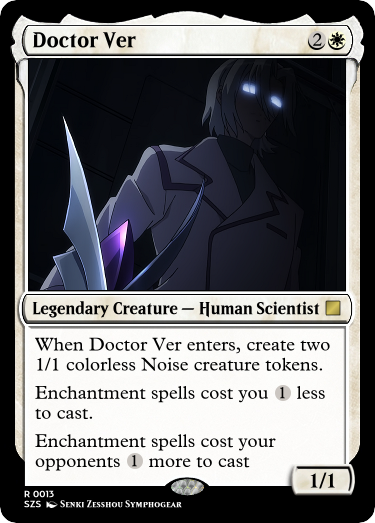 Doctor Ver 2
Legendary Creature — Human Scientist
When Doctor Ver enters, create two
1/1 colorless Noise creature tokens.
Enchantment spells cost you 1 less
to cast.
Enchantment spells cost your
opponents 1 more to cast
1/1
R 0013
SZS Senki Zesshou Symphogear